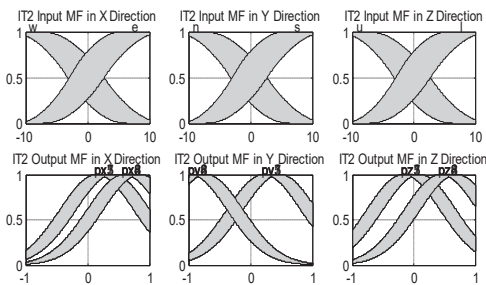 IT2 Input MF in X Direction IT2 Input MF in Y Direction IT2 Input MF in Z Direction
1 w e 1 n s 1 u l
0.5 0.5 0.5
0 0 0
-10 0 10 -10 0 10 -10 0 10
IT2 Output MF in X Direction IT2 Output MF in Y Direction IT2 Output MF in Z Direction
1 1 1
0.5 0.5 0.5
0 0 0
-1 0 1 -1 0 1 -1 0 1